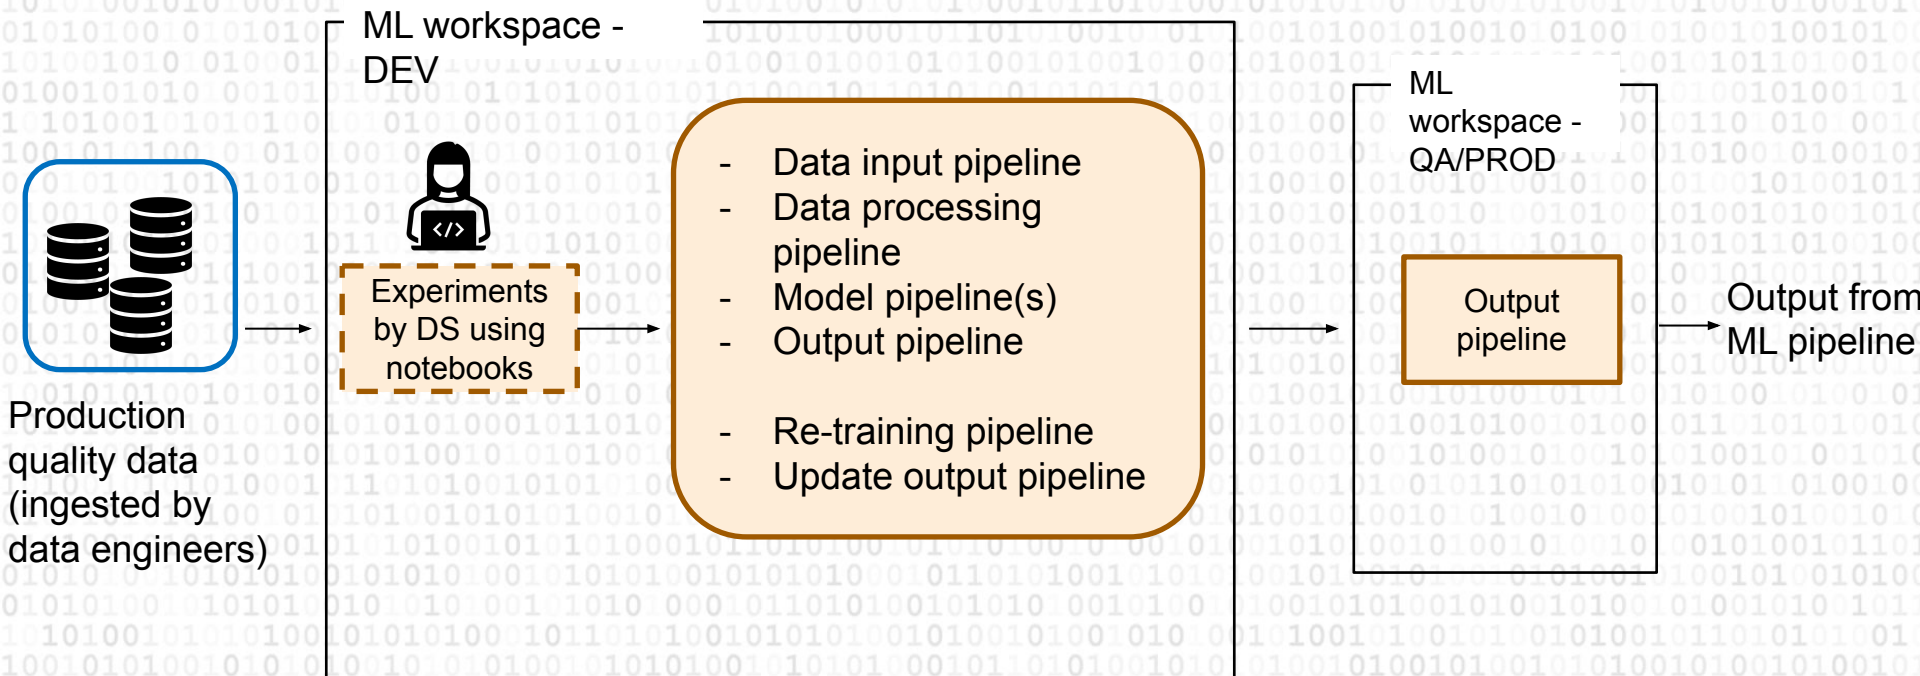 ML workspace -
DEV
ML
workspace -
QA/PROD
- Data input pipeline
- Data processing
pipeline
- Model pipeline(s)
- Output pipeline
- Re-training pipeline
- Update output pipeline
</>
Experiments
by DS using
notebooks
Output
pipeline
Output from
ML pipeline
Production
quality data
(ingested by
data engineers)